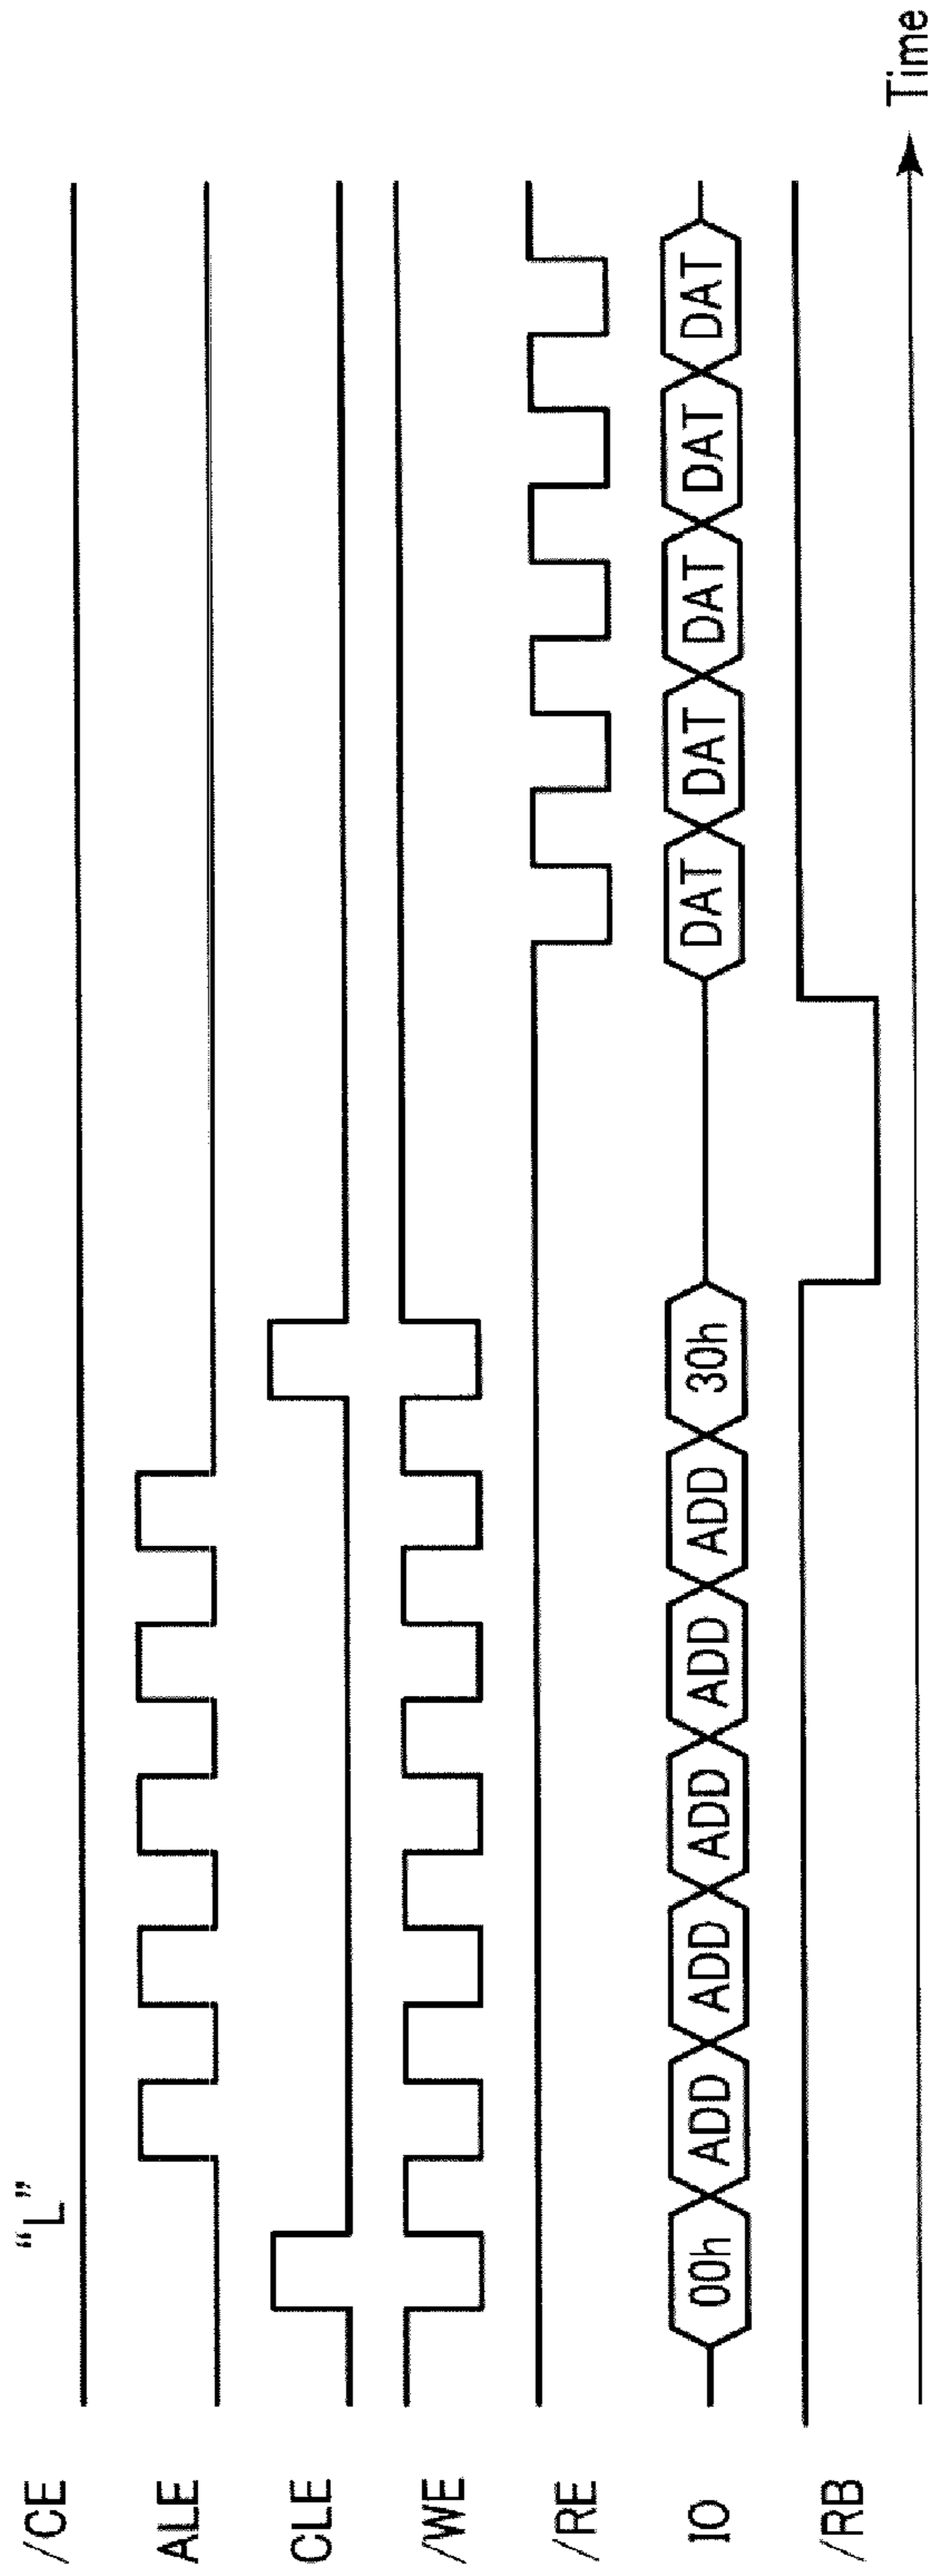 /CE
"L"
ALE
CLE
/WE
/RE
IO
00h ADD ADD ADD ADD ADD 30h DAT DAT DAT DAT DAT
/RB
Time